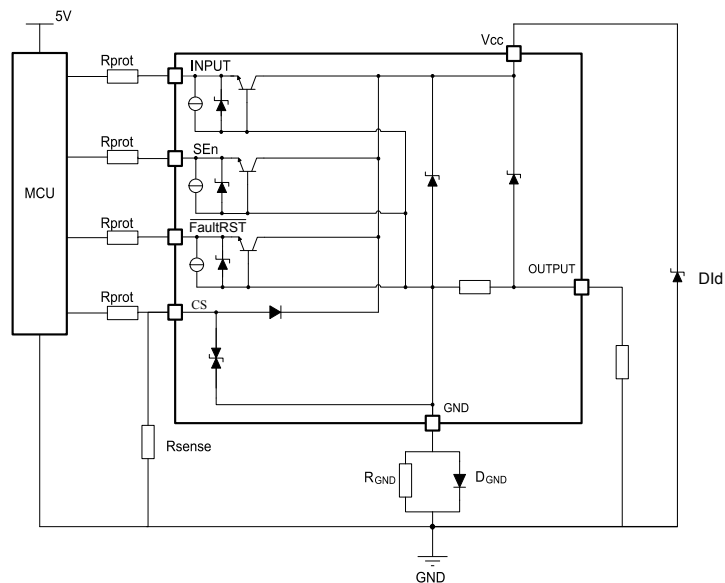 5V
Vcc
Rprot
INPUT
Rprot
SEn
MCU
Rprot
FaultRST
OUTPUT
Rprot
CS
Dld
GND
Rsense
RGND
DGND
GND